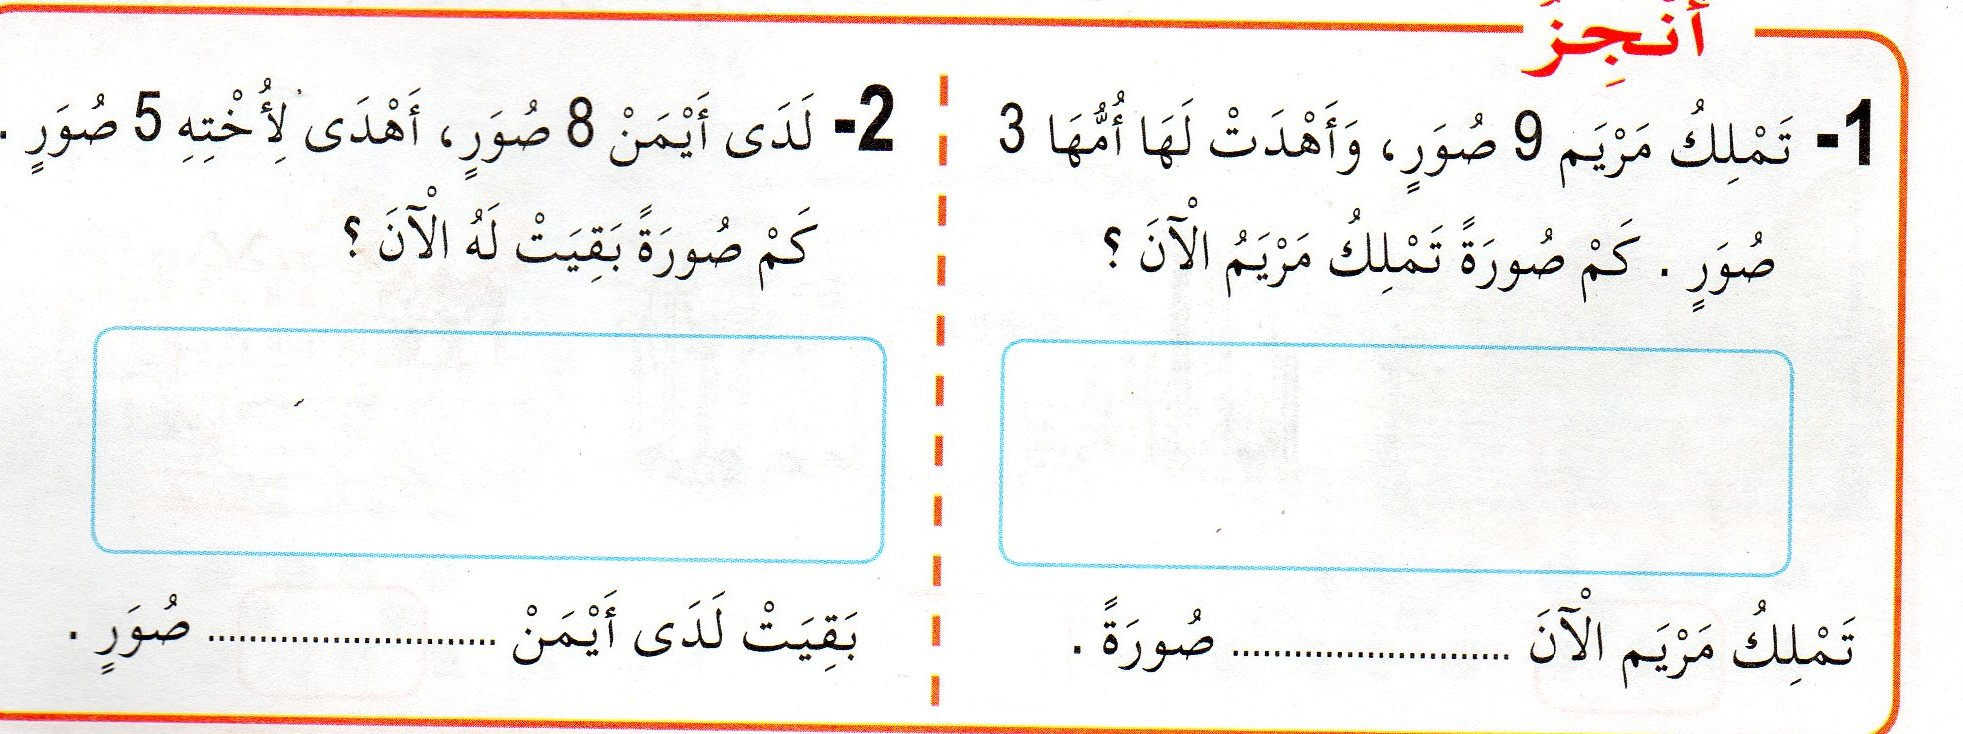 أُنْجِزُ
1- تَمْلِكُ مَرْيَم 9 صُوَرٍ، وَأَهْدَتْ لَهَا أُمُّهَا 3
صُوَرٍ . كَمْ صُورَةً تَمْلِكُ مَرْيَمُ الْآنَ ؟
تَمْلِكُ مَرْيَم الْآنَ .......................... صُورَةً .
2- لَدَى أَيْمَنْ 8 صُوَرٍ، أَهْدَى لِأُخْتِهِ 5 صُوَرٍ .
كَمْ صُورَةً بَقِيَتْ لَهُ الْآنَ ؟
بَقِيَتْ لَدَى أَيْمَنْ .......................... صُوَرٍ .